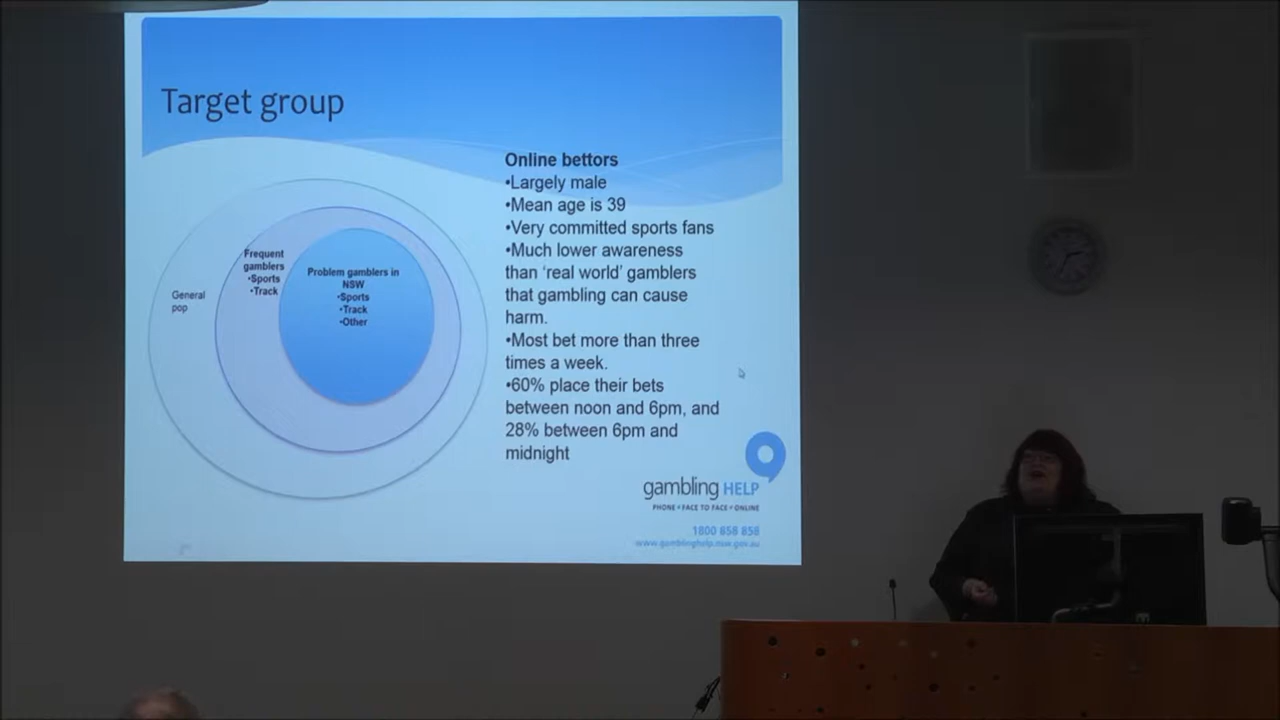 Target group
General
pop
Frequent
gamblers
•Sports
•Track
Problem gamblers in
NSW
•Sports
•Track
•Other
Online bettors
•Largely male
•Mean age is 39
•Very committed sports fans
•Much lower awareness
than ‘real world’ gamblers
that gambling can cause
harm.
•Most bet more than three
times a week.
•60% place their bets
between noon and 6pm, and
28% between 6pm and
midnight
gambling HELP
PHONE • FACE TO FACE • ONLINE
1800 858 858
www.gamblinghelp.nsw.gov.au